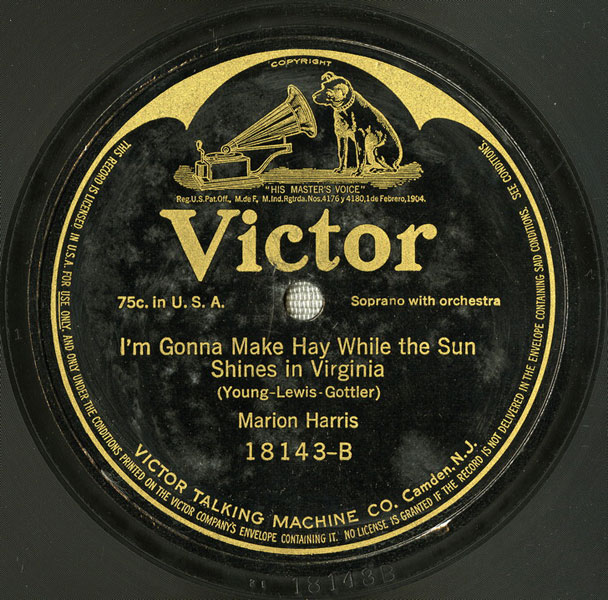 COPYRIGHT
"HIS MASTER'S VOICE"
Reg.U.S.Pat.Off., M.de F., M.Ind.Rgtrda.Nos.4176 y 4180,1 de Febrero, 1904.
Victor
75c. in U. S. A.
Soprano with orchestra
I'm Gonna Make Hay While the Sun
Shines in Virginia
(Young-Lewis-Gottler)
Marion Harris
18143-B
VICTOR TALKING MACHINE CO. Camden, N.J.
THIS RECORD IS LICENSED IN U.S.A. FOR USE ONLY, AND ONLY UNDER THE CONDITIONS PRINTED ON THE VICTOR COMPANY'S ENVELOPE CONTAINING IT. NO LICENSE IS GRANTED IF THE RECORD IS NOT DELIVERED IN THE ENVELOPE CONTAINING SAID CONDITIONS. SEE CONDITIONS.
18143B